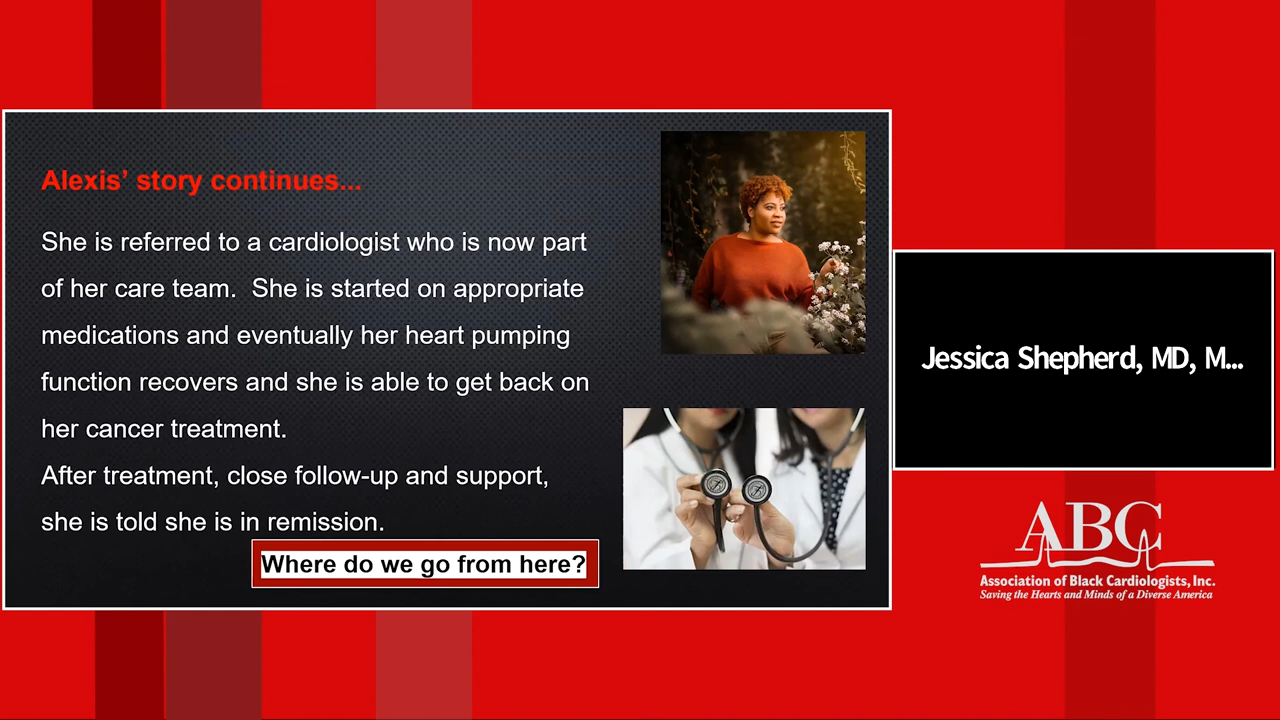 Alexis’ story continues...
She is referred to a cardiologist who is now part
of her care team.  She is started on appropriate
medications and eventually her heart pumping
function recovers and she is able to get back on
her cancer treatment.
After treatment, close follow-up and support,
she is told she is in remission.
Where do we go from here?
Jessica Shepherd, MD, M...
ABC
Association of Black Cardiologists, Inc.
Saving the Hearts and Minds of a Diverse America